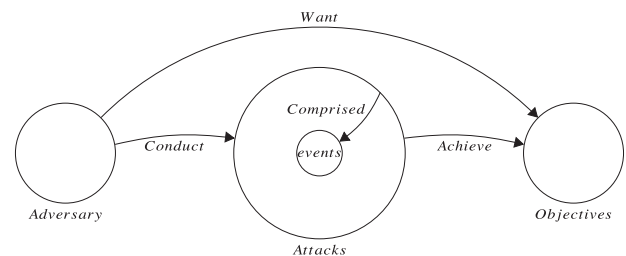 Want
Comprised
Conduct
events
Achieve
Adversary
Objectives
Attacks